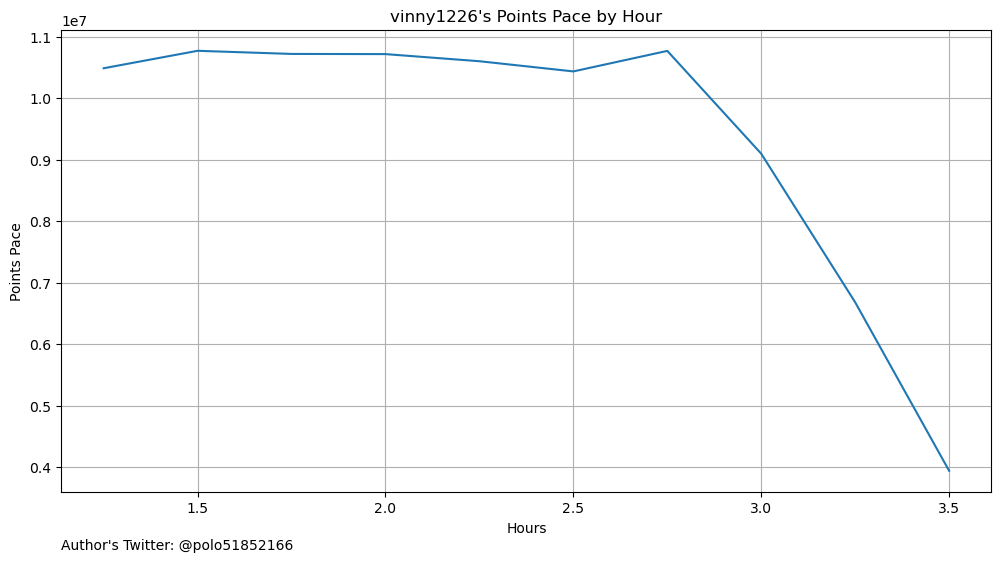 vinny1226's Points Pace by Hour
1e7
1.1
1.0
0.9
0.8
0.7
0.6
0.5
0.4
Points Pace
1.5 2.0 2.5 3.0 3.5
Hours
Author's Twitter: @polo51852166